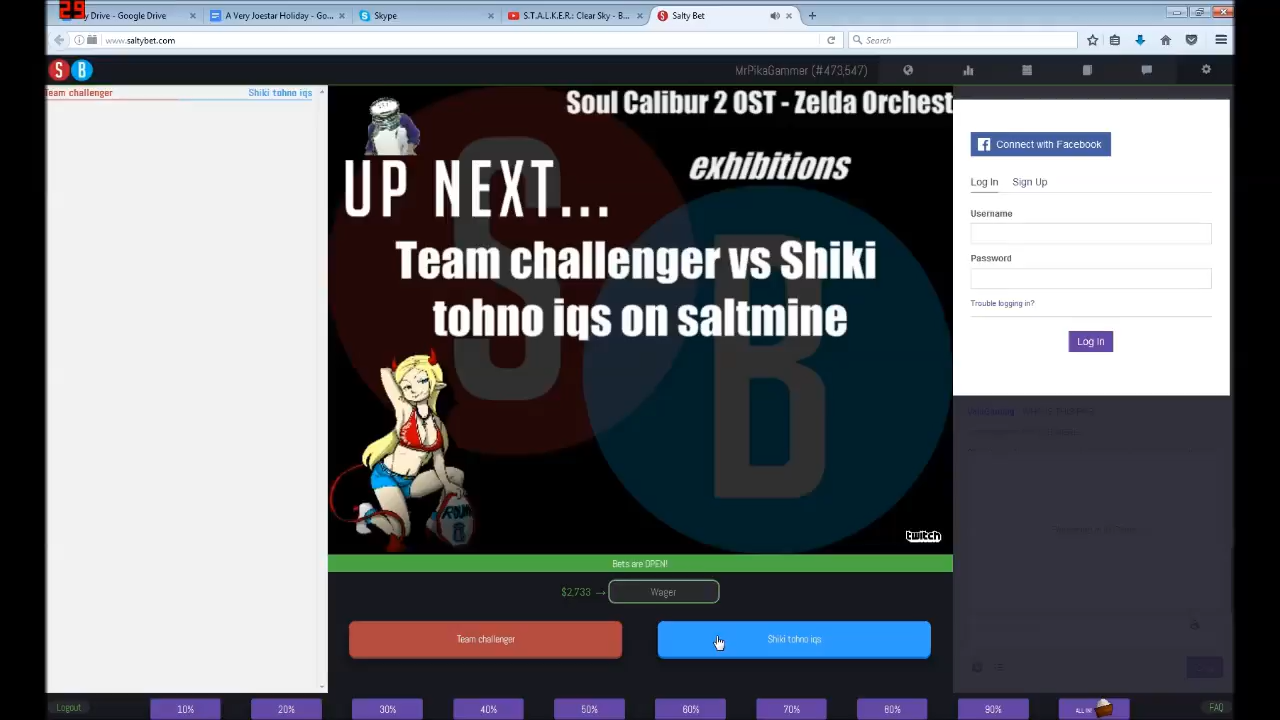 29
Drive - Google Drive
A Very Joestar Holiday - Go...
Skype
S.T.A.L.K.E.R.: Clear Sky - B...
Salty Bet
www.saltybet.com
Search
S B
MrPikaGammer (#473,547)
Team challenger
Shiki tohno iqs
Soul Calibur 2 OST - Zelda Orchest
exhibitions
UP NEXT...
Team challenger vs Shiki
tohno iqs on saltmine
S
B
twitch
Connect with Facebook
Log In
Sign Up
Username
Password
Trouble logging in?
Log In
Bets are OPEN!
$2,733 →
Wager
Team challenger
Shiki tohno iqs
Logout
10%
20%
30%
40%
50%
60%
70%
80%
90%
ALL IN!
FAQ